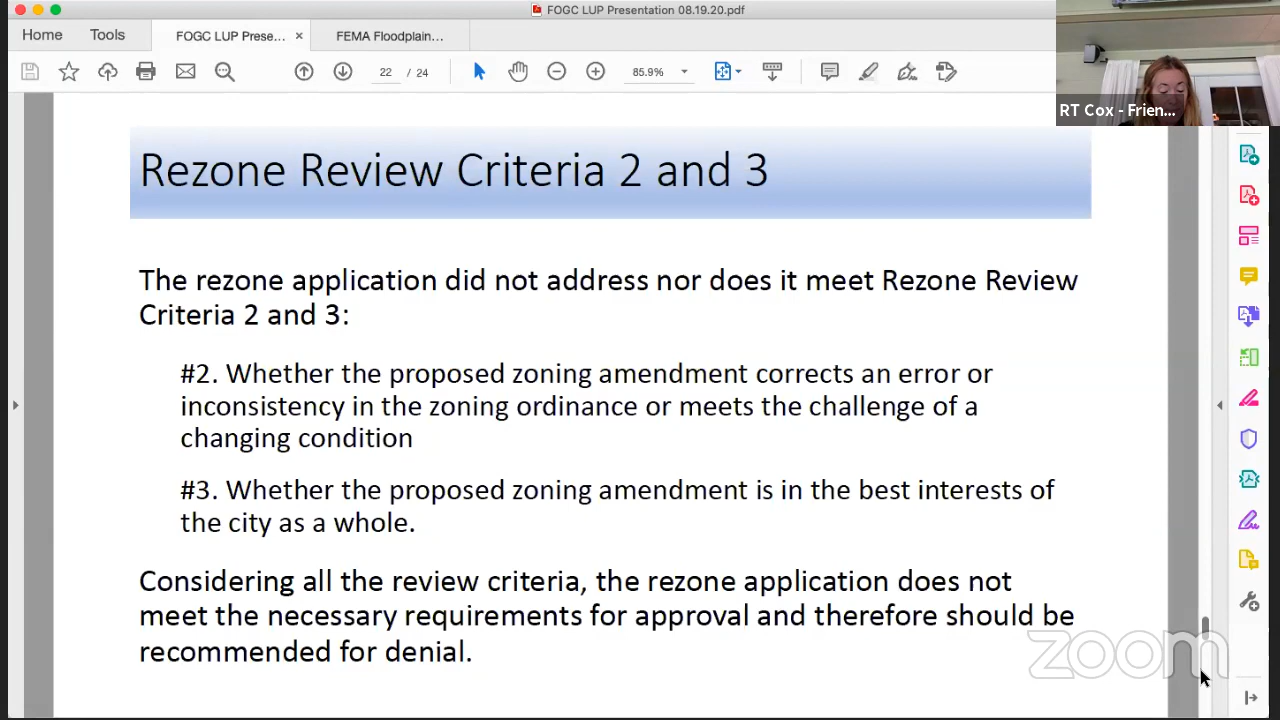 FOGC LUP Presentation 08.19.20.pdf
Home
Tools
FOGC LUP Prese...
×
FEMA Floodplain...
22 / 24
85.9%
RT Cox - Frien...
Rezone Review Criteria 2 and 3
The rezone application did not address nor does it meet Rezone Review
Criteria 2 and 3:
#2. Whether the proposed zoning amendment corrects an error or
inconsistency in the zoning ordinance or meets the challenge of a
changing condition
#3. Whether the proposed zoning amendment is in the best interests of
the city as a whole.
Considering all the review criteria, the rezone application does not
meet the necessary requirements for approval and therefore should be
recommended for denial.
zoom